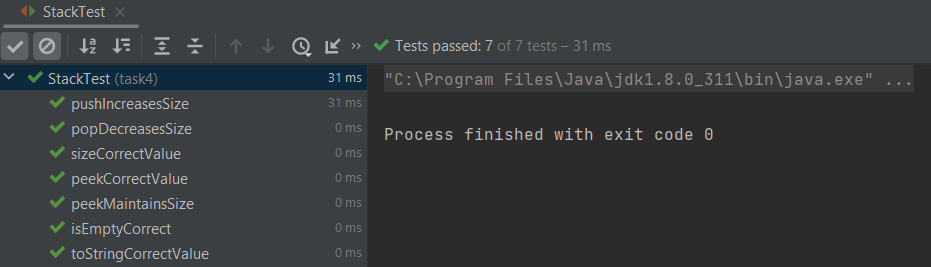 StackTest
Tests passed: 7 of 7 tests – 31 ms
StackTest (task4) 31 ms
pushIncreasesSize 31 ms
popDecreasesSize 0 ms
sizeCorrectValue 0 ms
peekCorrectValue 0 ms
peekMaintainsSize 0 ms
isEmptyCorrect 0 ms
toStringCorrectValue 0 ms
"C:\Program Files\Java\jdk1.8.0_311\bin\java.exe" ...
Process finished with exit code 0